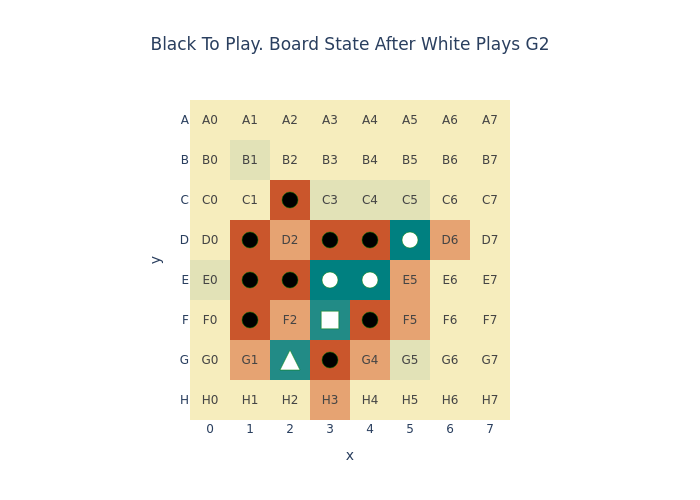 Black To Play. Board State After White Plays G2
A A0 A1 A2 A3 A4 A5 A6 A7
B B0 B1 B2 B3 B4 B5 B6 B7
C C0 C1 C3 C4 C5 C6 C7
D D0 D2 D6 D7
y
E E0 E5 E6 E7
F F0 F2 F5 F6 F7
G G0 G1 G4 G5 G6 G7
H H0 H1 H2 H3 H4 H5 H6 H7
0 1 2 3 4 5 6 7
x